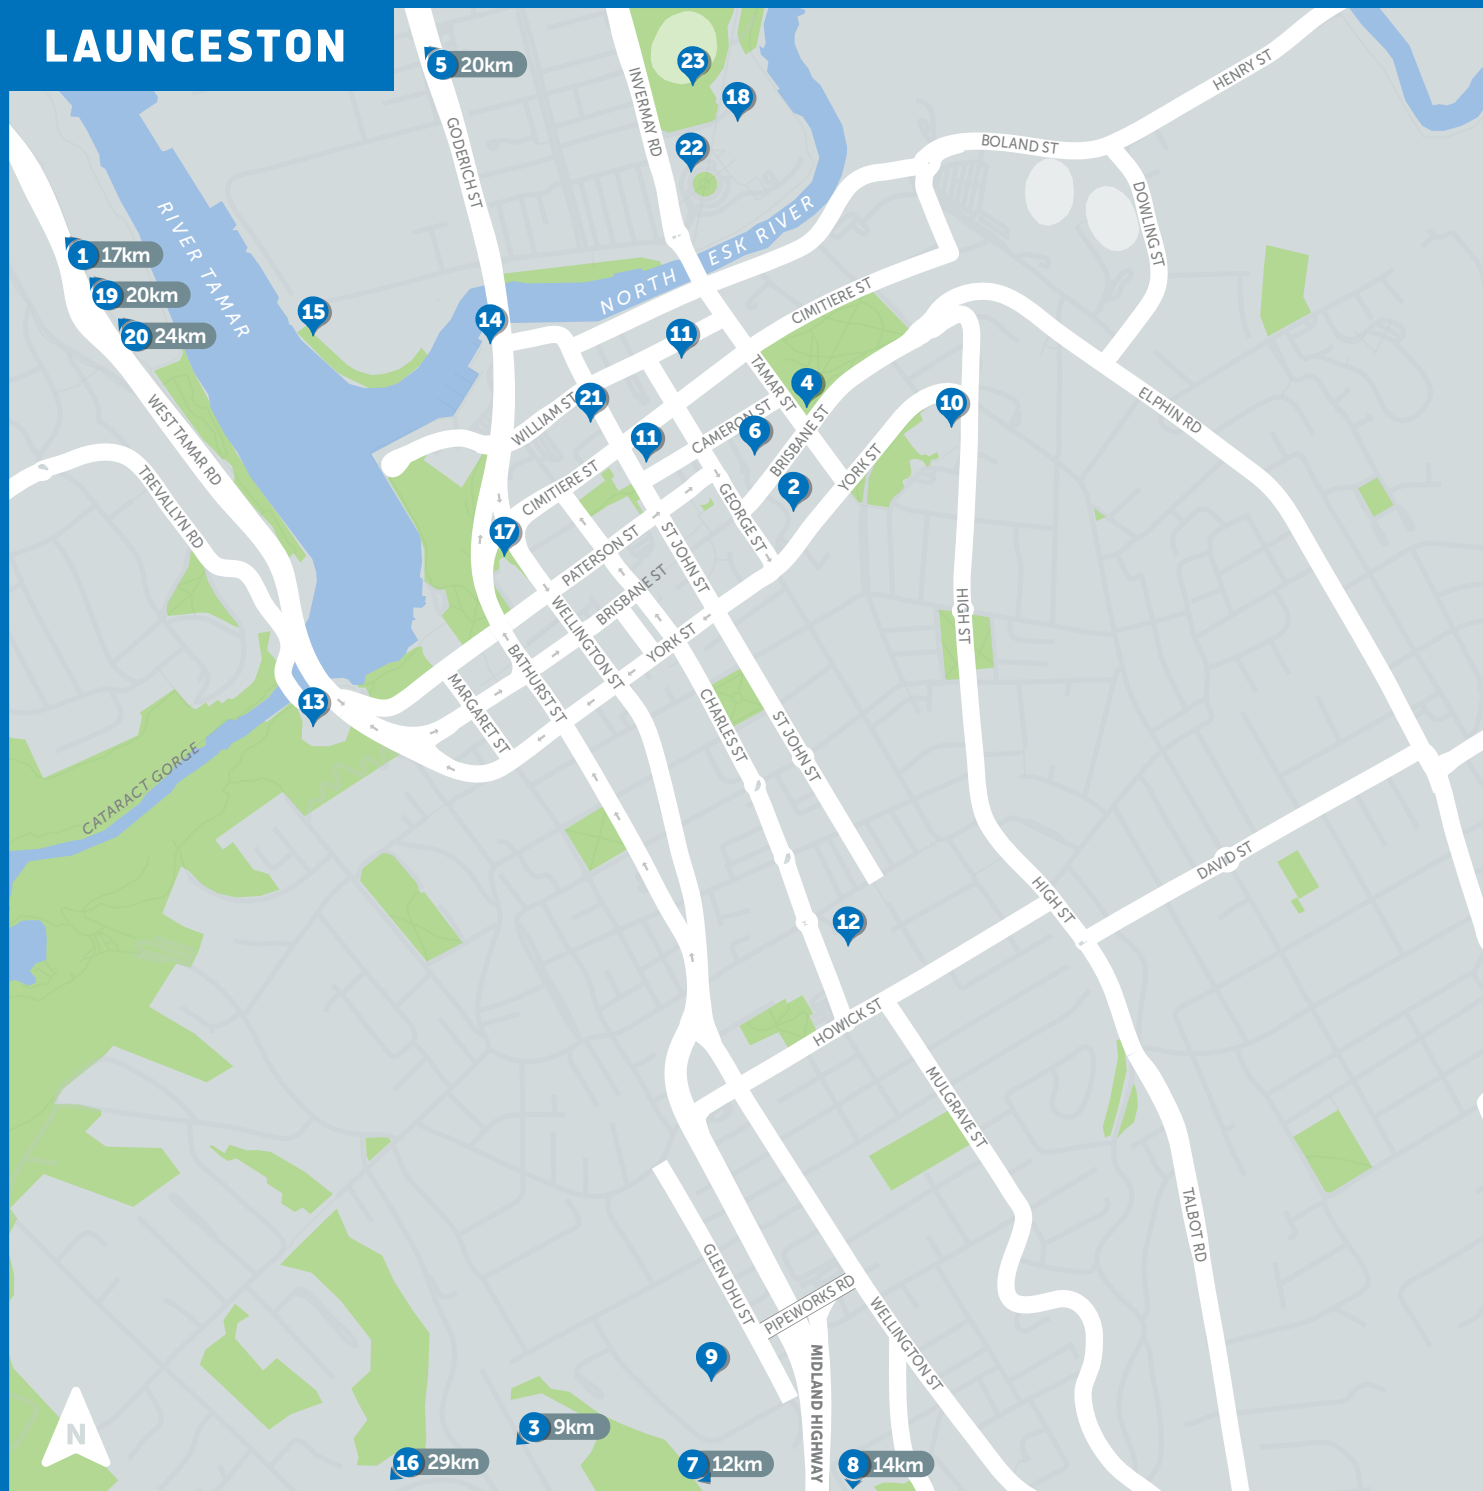 LAUNCESTON
5 20km
23
18
22
INVERMAY RD
GODERICH ST
HENRY ST
BOLAND ST
DOWLING ST
RIVER TAMAR
1 17km
19 20km
20 24km
15
14
NORTH ESK RIVER
CIMITIERE ST
11
TAMAR ST
4
21
WILLIAM ST
10
ELPHIN RD
WEST TAMAR RD
11
CAMERON ST
6
BRISBANE ST
YORK ST
2
TREVALLYN RD
CIMITIERE ST
GEORGE ST
17
PATERSON ST
ST JOHN ST
BRISBANE ST
WELLINGTON ST
YORK ST
HIGH ST
BATHURST ST
MARGARET ST
13
CHARLES ST
ST JOHN ST
CATARACT GORGE
DAVID ST
HIGH ST
12
HOWICK ST
MULGRAVE ST
TALBOT RD
GLEN DHU ST
PIPEWORKS RD
WELLINGTON ST
9
MIDLAND HIGHWAY
N
3 9km
16 29km
7 12km
8 14km